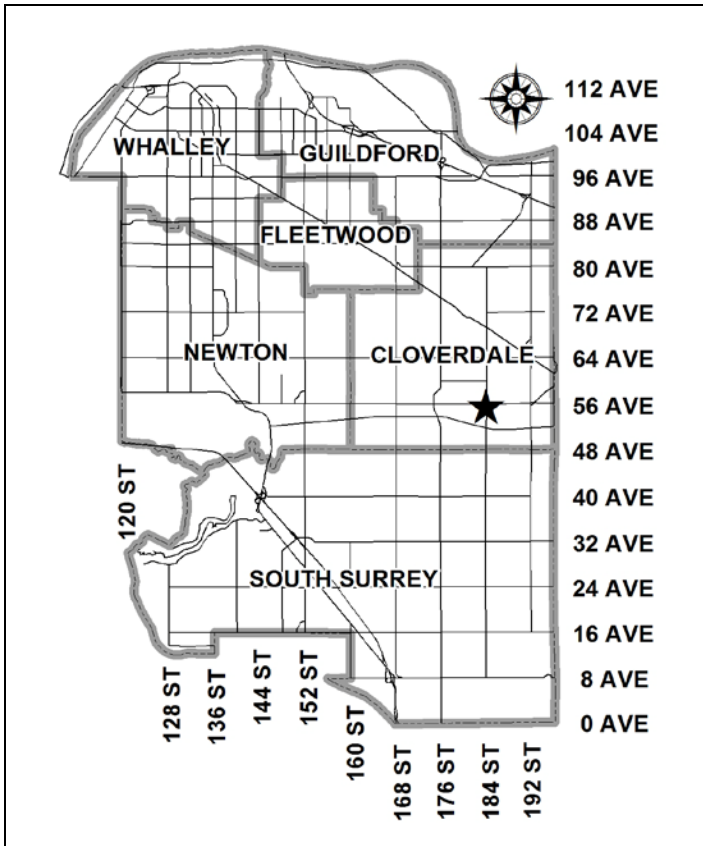 112 AVE
104 AVE
WHALLEY
GUILDFORD
96 AVE
88 AVE
FLEETWOOD
80 AVE
72 AVE
NEWTON
CLOVERDALE
64 AVE
56 AVE
48 AVE
120 ST
40 AVE
32 AVE
SOUTH SURREY
24 AVE
16 AVE
8 AVE
0 AVE
128 ST
136 ST
144 ST
152 ST
160 ST
168 ST
176 ST
184 ST
192 ST